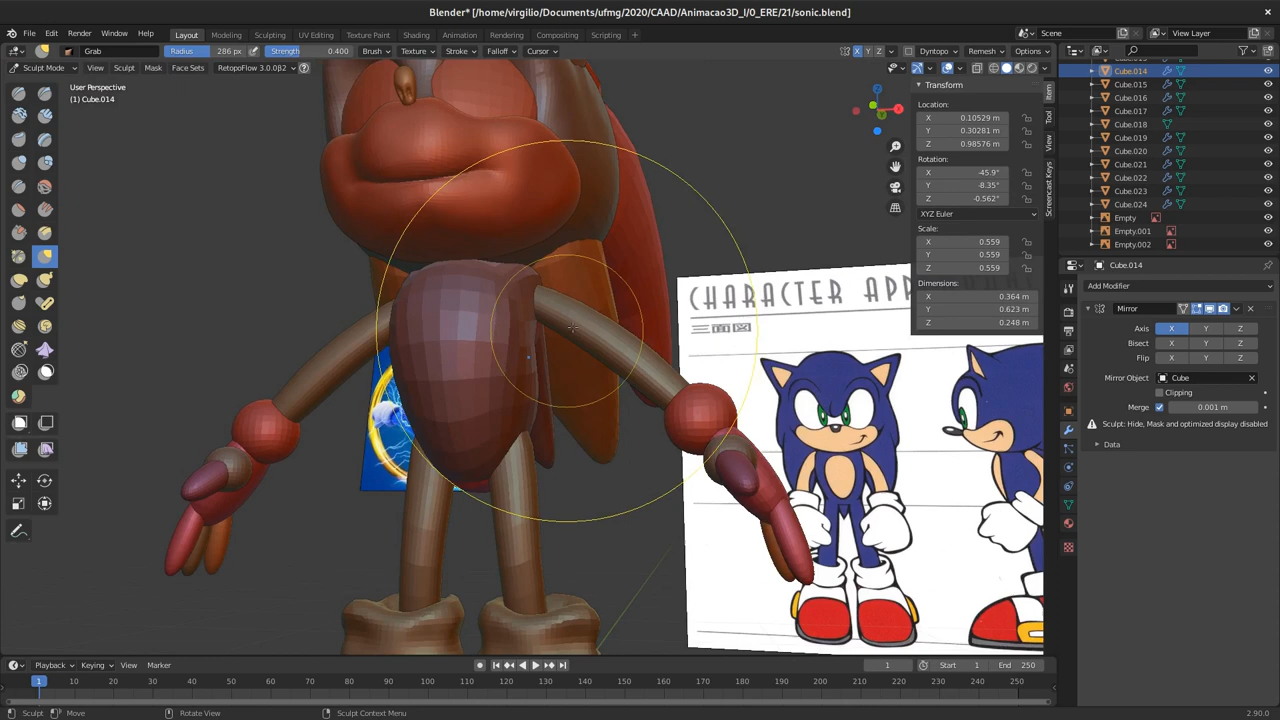 Blender* [/home/virgilio/Documents/ufmg/2020/CAAD/Animacao3D_I/0_ERE/21/sonic.blend]
File Edit Render Window Help Layout Modeling Sculpting UV Editing Texture Paint Shading Animation Rendering Compositing Scripting + Scene View Layer
Grab Radius 286 px Strength 0.400 Brush Texture Stroke Falloff Cursor X Y Z Dyntopo Remesh Options
Sculpt Mode View Sculpt Mask Face Sets RetopoFlow 3.0.0β2
User Perspective
(1) Cube.014
Transform
Location:
X 0.10529 m
Y 0.30281 m
Z 0.98576 m
Rotation:
X -45.9°
Y -8.35°
Z -0.562°
XYZ Euler
Scale:
X 0.559
Y 0.559
Z 0.559
Dimensions:
X 0.364 m
Y 0.623 m
Z 0.248 m
Item
Tool
View
Screencast Keys
CHARACTER APP
Cube.014
Cube.015
Cube.016
Cube.017
Cube.018
Cube.019
Cube.020
Cube.021
Cube.022
Cube.023
Cube.024
Empty
Empty.001
Empty.002
Cube.014
Add Modifier
Mirror
Axis X Y Z
Bisect X Y Z
Flip X Y Z
Mirror Object Cube
Clipping
Merge 0.001 m
Sculpt: Hide, Mask and optimized display disabled
Data
Playback Keying View Marker 1 Start 1 End 250
1 10 20 30 40 50 60 70 80 90 100 110 120 130 140 150 160 170 180 190 200 210 220 230 240 250
Sculpt Move Rotate View Sculpt Context Menu 2.90.0